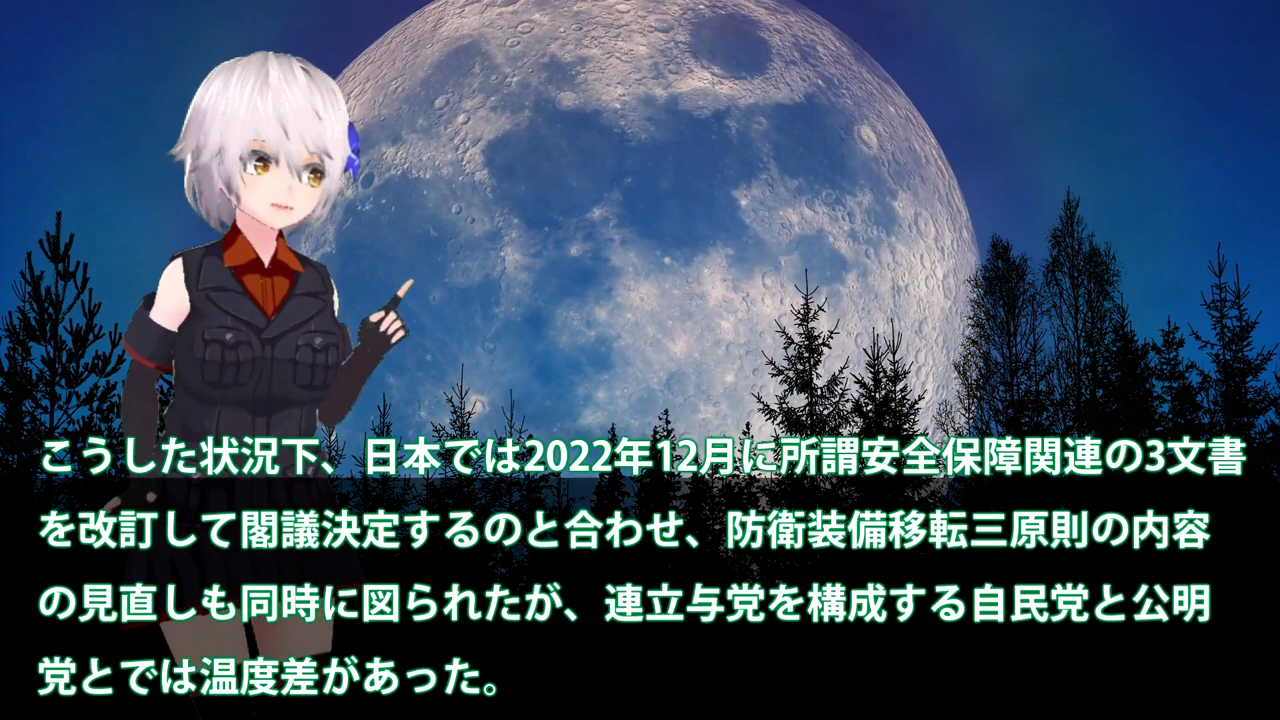 こうした状況下、日本では2022年12月に所謂安全保障関連の3文書
を改訂して閣議決定するのと合わせ、防衛装備移転三原則の内容
の見直しも同時に図られたが、連立与党を構成する自民党と公明
党とでは温度差があった。